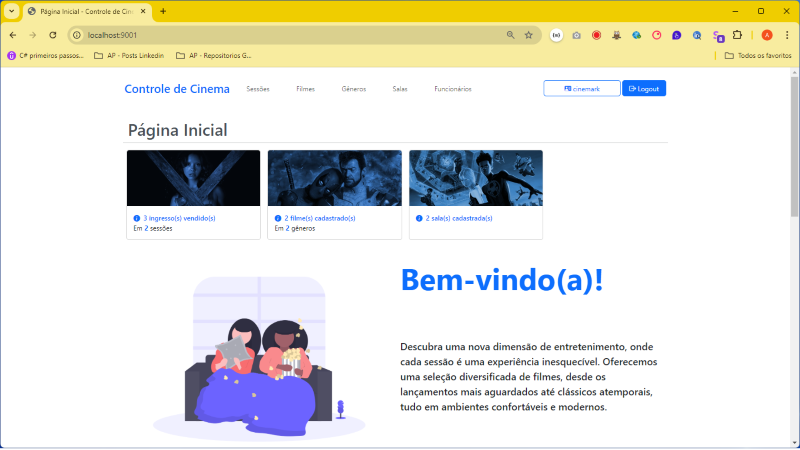 Página Inicial - Controle de Cin
localhost:9001
C# primeiros passos...
AP - Posts Linkedin
AP - Repositorios G...
Todos os favoritos
Controle de Cinema
Sessões
Filmes
Gêneros
Salas
Funcionários
cinemark
Logout
Página Inicial
3 ingresso(s) vendido(s)
Em 2 sessões
2 filme(s) cadastrado(s)
Em 2 gêneros
2 sala(s) cadastrada(s)
Bem-vindo(a)!
Descubra uma nova dimensão de entretenimento, onde
cada sessão é uma experiência inesquecível. Oferecemos
uma seleção diversificada de filmes, desde os
lançamentos mais aguardados até clássicos atemporais,
tudo em ambientes confortáveis e modernos.